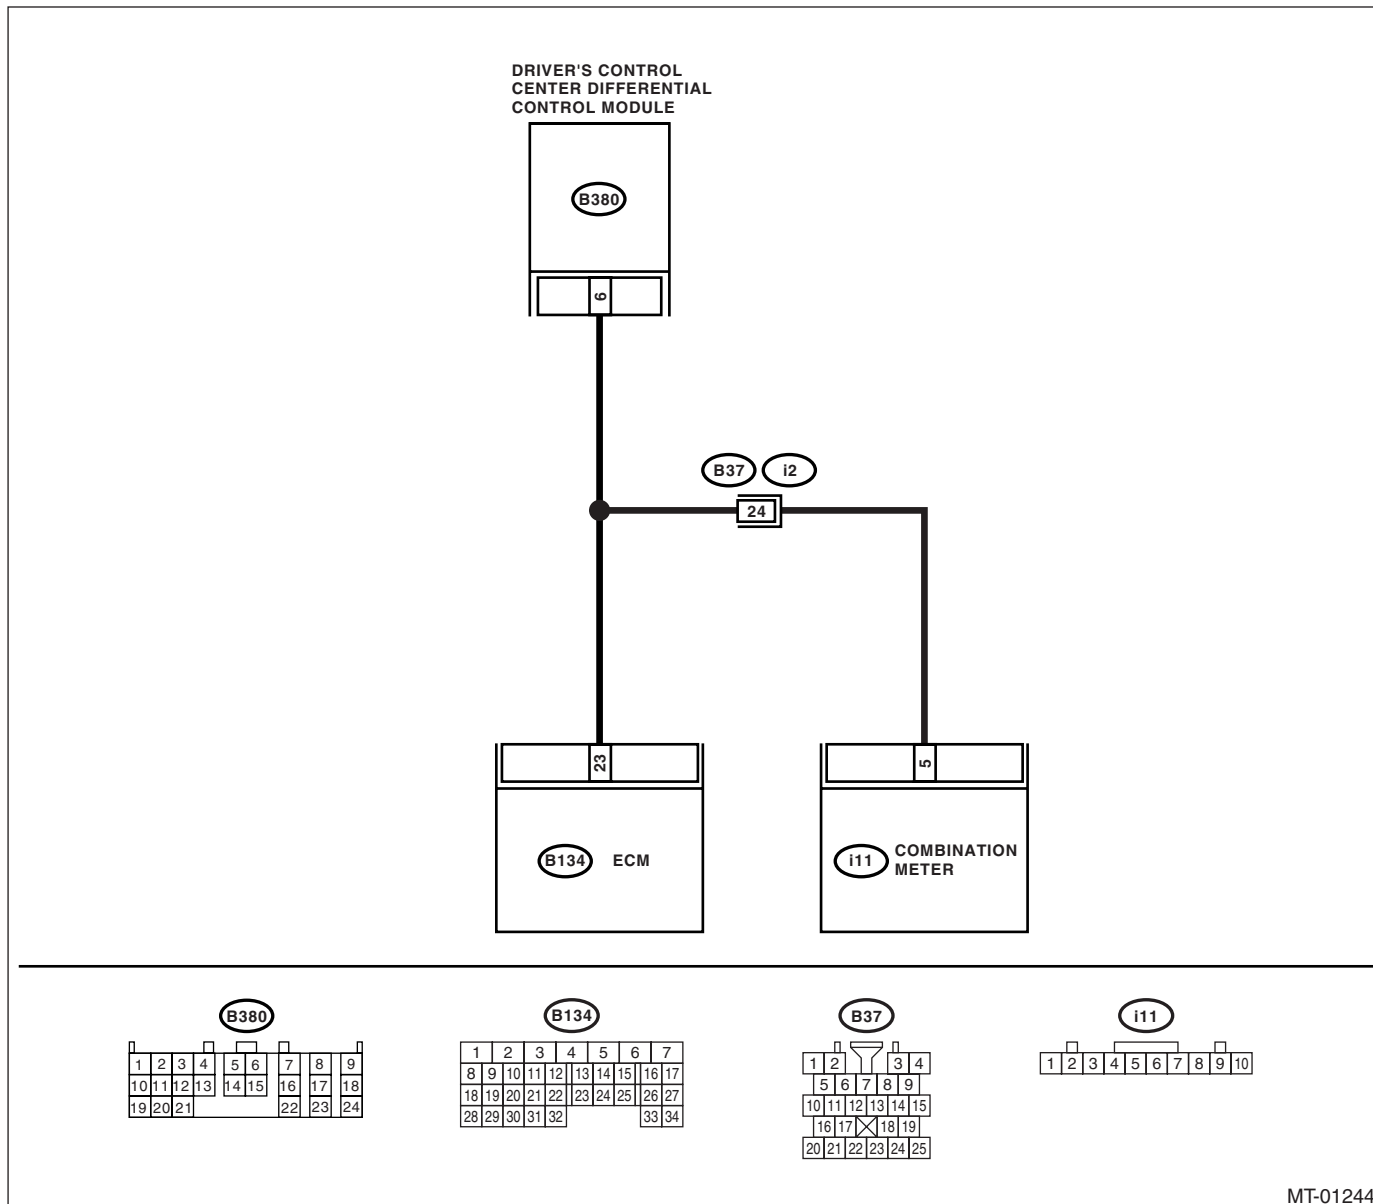 DRIVER'S CONTROL
CENTER DIFFERENTIAL
CONTROL MODULE
B380
6
B37 i2
24
23 5
B134 ECM
i11 COMBINATION
METER
B380
1 2 3 4 5 6 7 8 9
10 11 12 13 14 15 16 17 18
19 20 21 22 23 24
B134
1 2 3 4 5 6 7
8 9 10 11 12 13 14 15 16 17
18 19 20 21 22 23 24 25 26 27
28 29 30 31 32 33 34
B37
1 2 3 4
5 6 7 8 9
10 11 12 13 14 15
16 17 18 19
20 21 22 23 24 25
i11
1 2 3 4 5 6 7 8 9 10
MT-01244